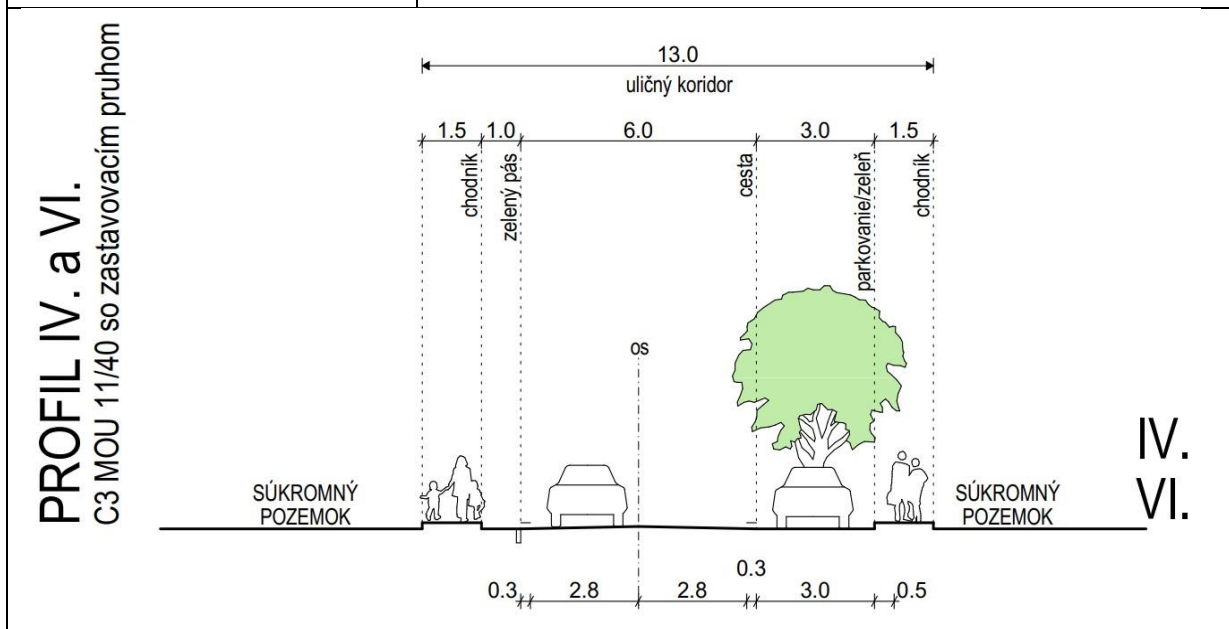 PROFIL IV. a VI.
C3 MOU 11/40 so zastavovacím pruhom
13.0
uličný koridor
1.5 1.0 6.0 3.0 1.5
chodník
zelený pás
cesta
parkovanie/zeleň
chodník
os
SÚKROMNÝ
POZEMOK
SÚKROMNÝ
POZEMOK
IV.
VI.
0.3 2.8 2.8 0.3 3.0 0.5